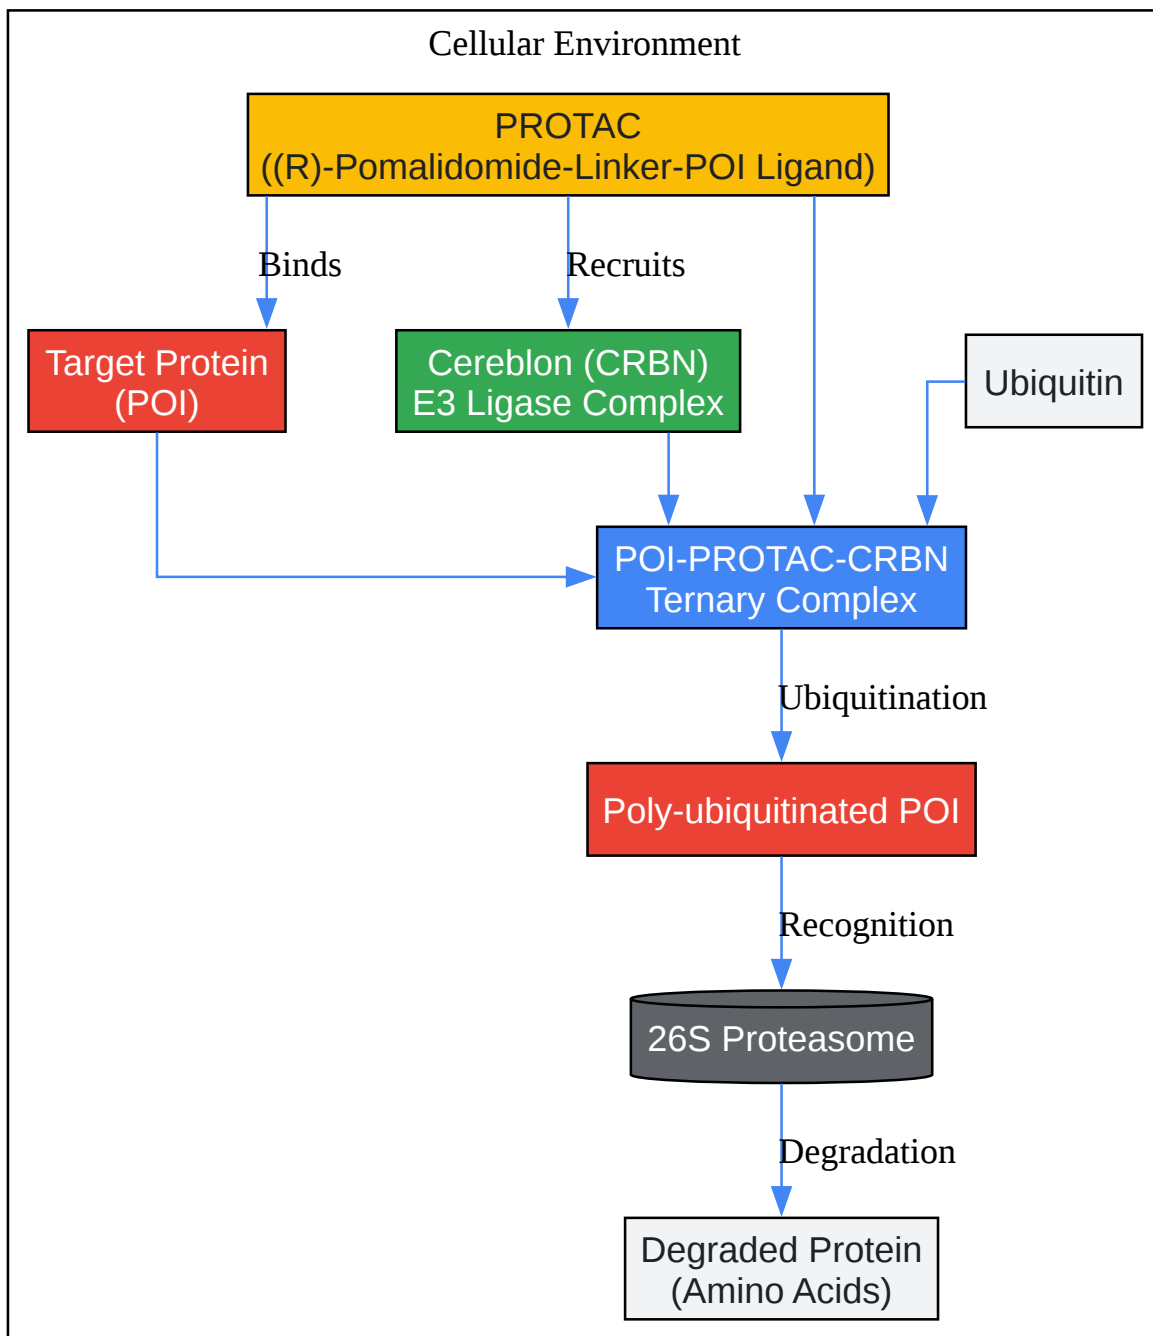 Cellular Environment
PROTAC
((R)-Pomalidomide-Linker-POI Ligand)
Binds
Recruits
Target Protein
(POI)
Cereblon (CRBN)
E3 Ligase Complex
Ubiquitin
POI-PROTAC-CRBN
Ternary Complex
Ubiquitination
Poly-ubiquitinated POI
Recognition
26S Proteasome
Degradation
Degraded Protein
(Amino Acids)